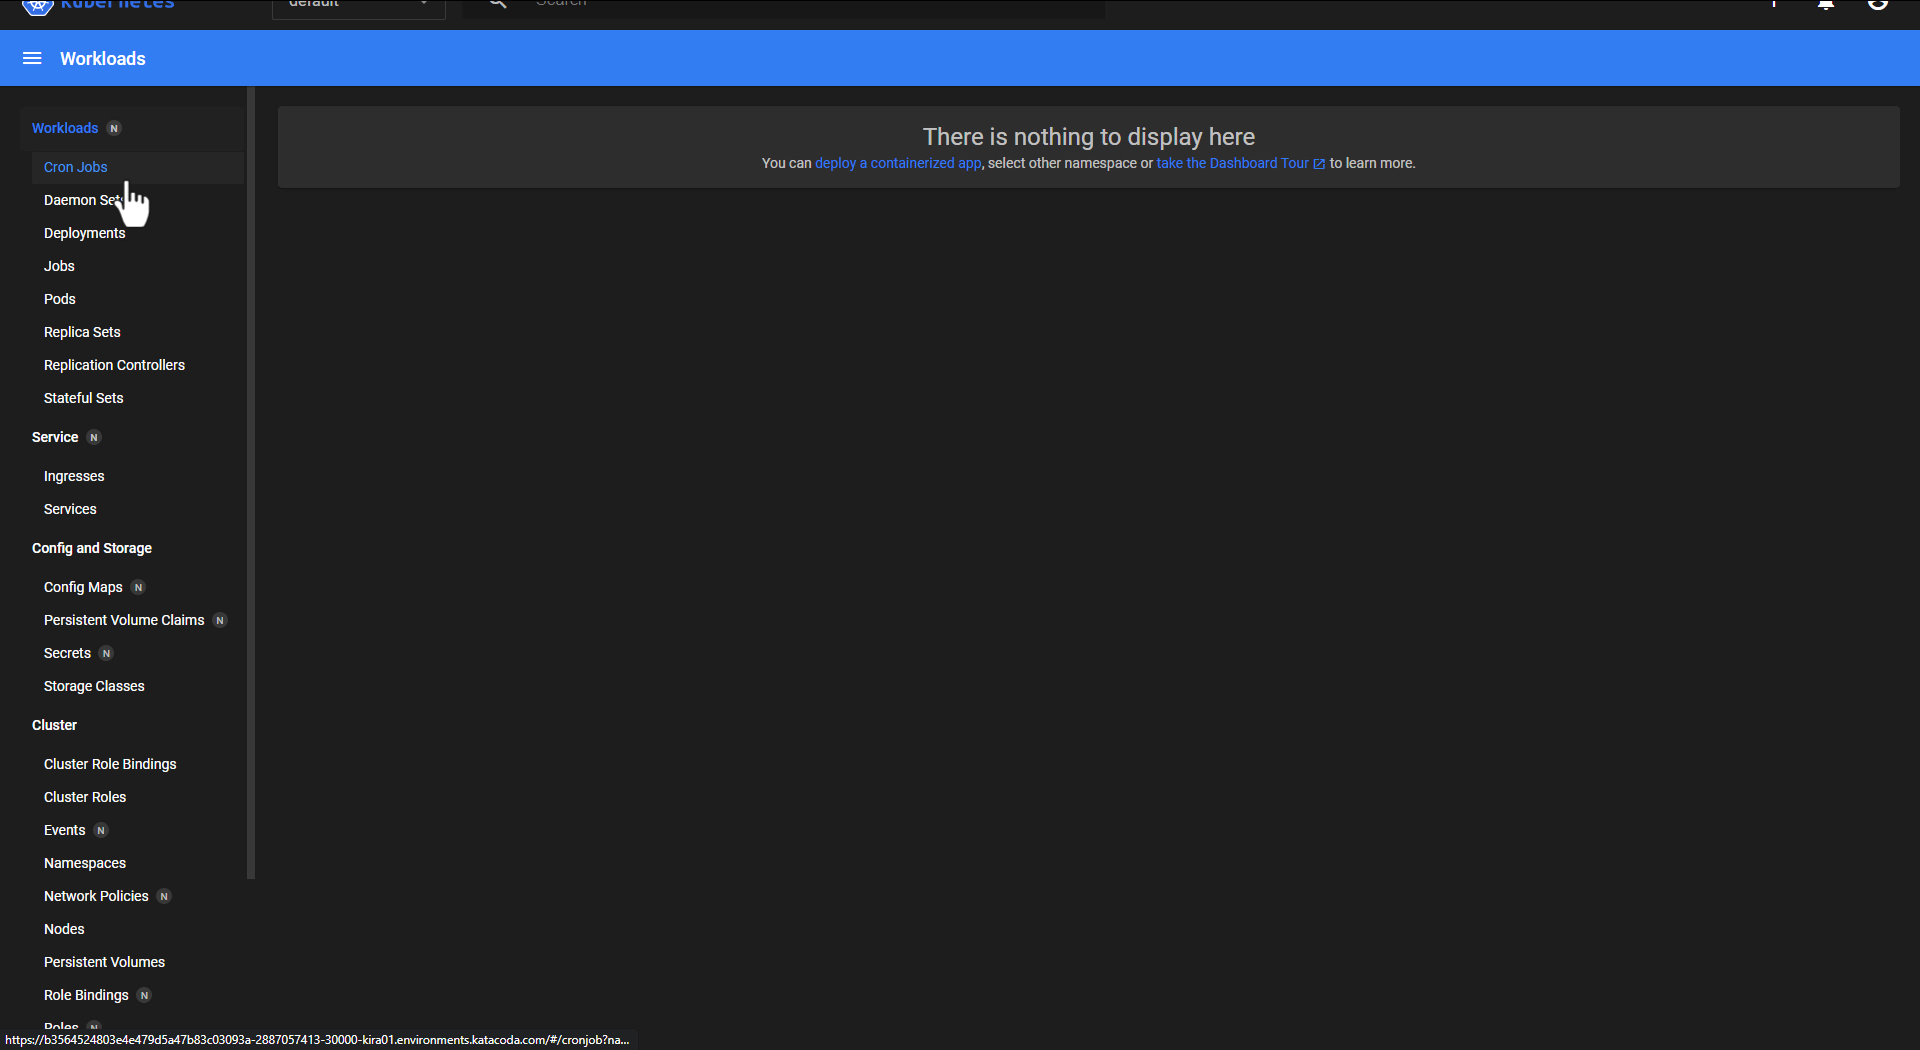 Kubernetes
default
Search
Workloads
Workloads N
Cron Jobs
Daemon Sets
Deployments
Jobs
Pods
Replica Sets
Replication Controllers
Stateful Sets
Service N
Ingresses
Services
Config and Storage
Config Maps N
Persistent Volume Claims N
Secrets N
Storage Classes
Cluster
Cluster Role Bindings
Cluster Roles
Events N
Namespaces
Network Policies N
Nodes
Persistent Volumes
Role Bindings N
Roles N
There is nothing to display here
You can deploy a containerized app, select other namespace or take the Dashboard Tour to learn more.
https://b3564524803e4e479d5a47b83c03093a-2887057413-30000-kira01.environments.katacoda.com/#/cronjob?na...